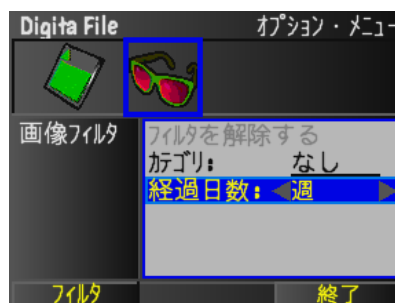 Digita File オプション・メニュー
画像フィルタ
フィルタを解除する
カテゴリ: なし
経過日数: 週
フィルタ 終了